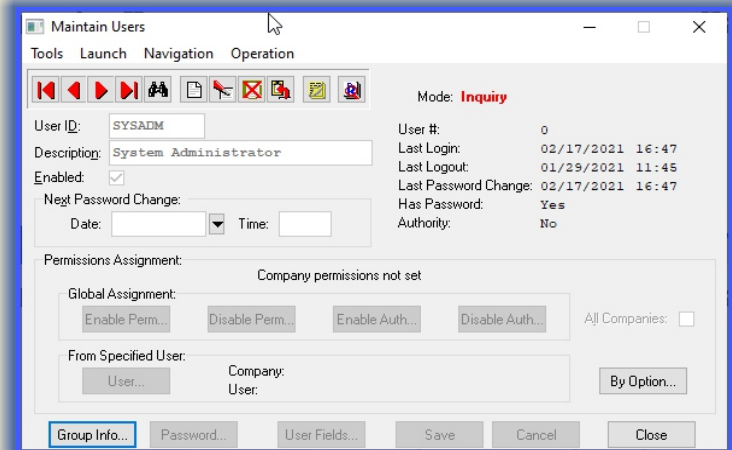 Maintain Users
Tools Launch Navigation Operation
Mode: Inquiry
User ID: SYSADM
Description: System Administrator
Enabled:
Next Password Change:
Date: Time:
User #: 0
Last Login: 02/17/2021 16:47
Last Logout: 01/29/2021 11:45
Last Password Change: 02/17/2021 16:47
Has Password: Yes
Authority: No
Permissions Assignment:
Company permissions not set
Global Assignment:
Enable Perm... Disable Perm... Enable Auth... Disable Auth... All Companies:
From Specified User:
User... Company:
User:
By Option...
Group Info... Password... User Fields... Save Cancel Close